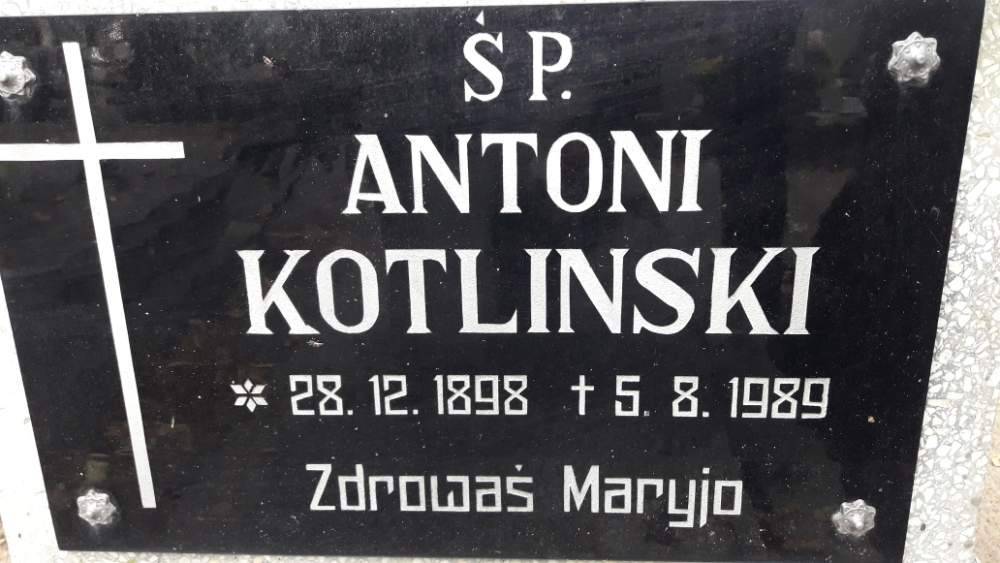 Ś P.
ANTONI
KOTLINSKI
* 28. 12. 1898 † 5. 8. 1989
Zdrowaś Maryjo